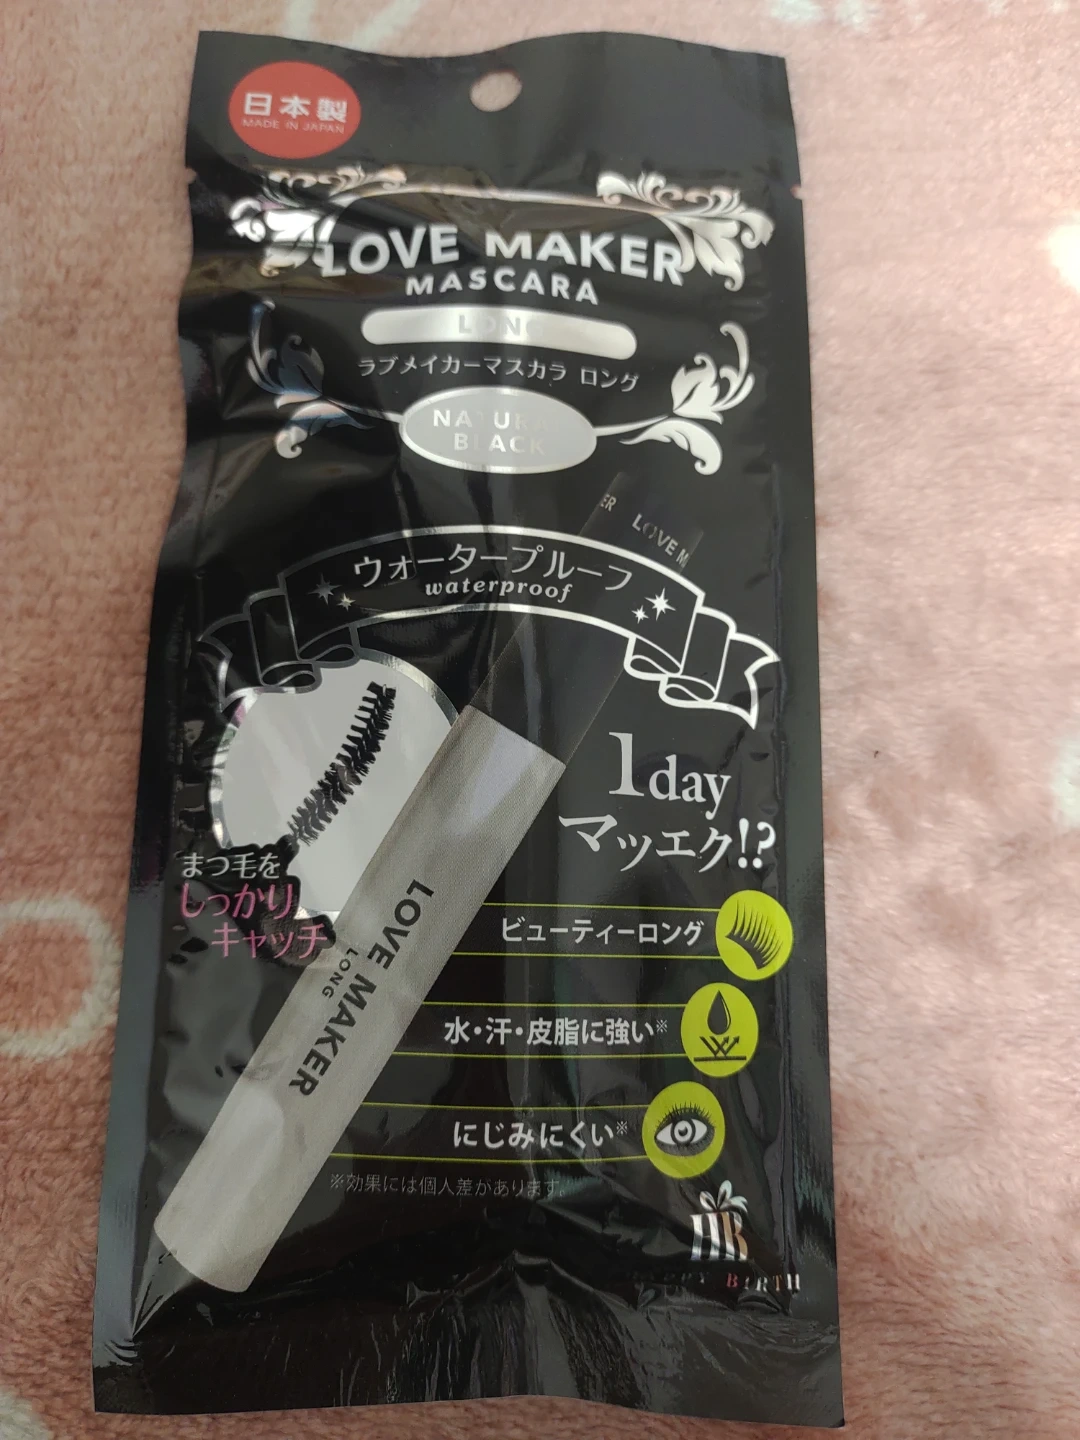 日本製
MADE IN JAPAN
LOVE MAKER
MASCARA
LONG
ラブメイカーマスカラ ロング
NATURAL
BLACK
ER LOVE M
ウォータープルーフ
waterproof
1day
マツエク!?
まつ毛を
しっかり
キャッチ
LOVE MAKER
LONG
ビューティーロング
水・汗・皮脂に強い※
にじみにくい※
※効果には個人差があります。
HB
HAPPY BIRTH